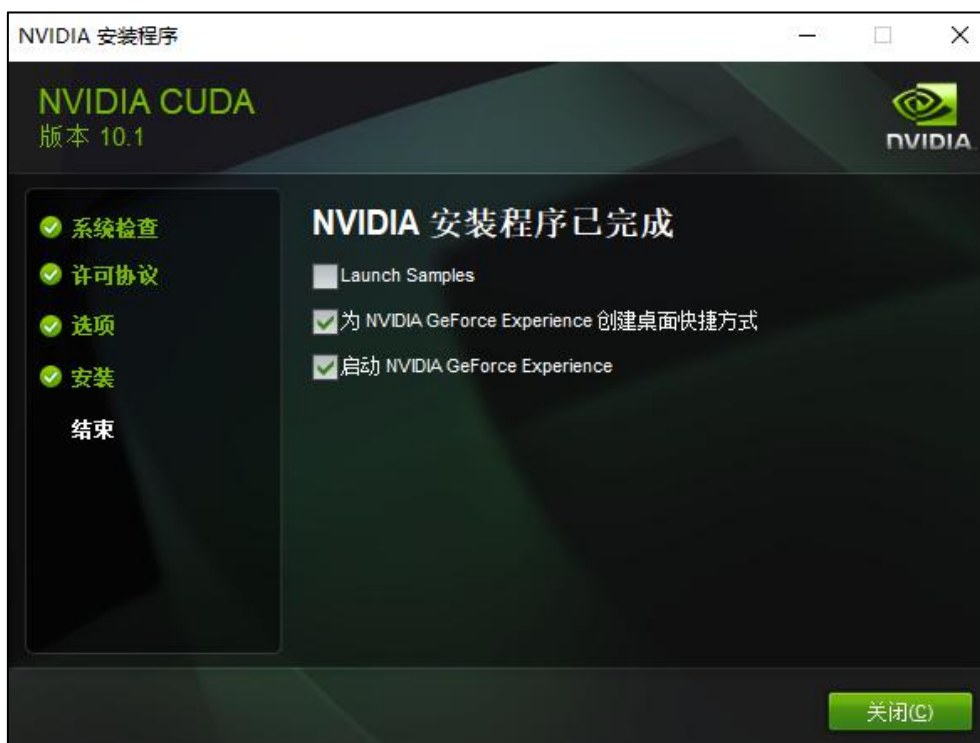 NVIDIA 安装程序
NVIDIA CUDA
版本 10.1
NVIDIA
系统检查
许可协议
选项
安装
结束
NVIDIA 安装程序已完成
Launch Samples
为 NVIDIA GeForce Experience 创建桌面快捷方式
启动 NVIDIA GeForce Experience
关闭(C)